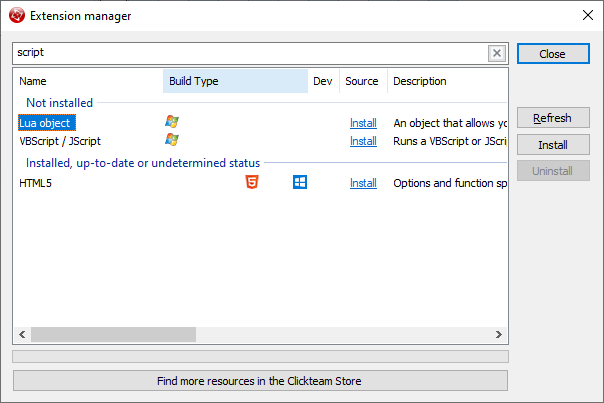 Extension manager
script
Close
Name Build Type Dev Source Description
Not installed
Lua object Install An object that allows yo
VBScript / JScript Install Runs a VBScript or JScri
Installed, up-to-date or undetermined status
HTML5 Install Options and function sp
Refresh
Install
Uninstall
Find more resources in the Clickteam Store